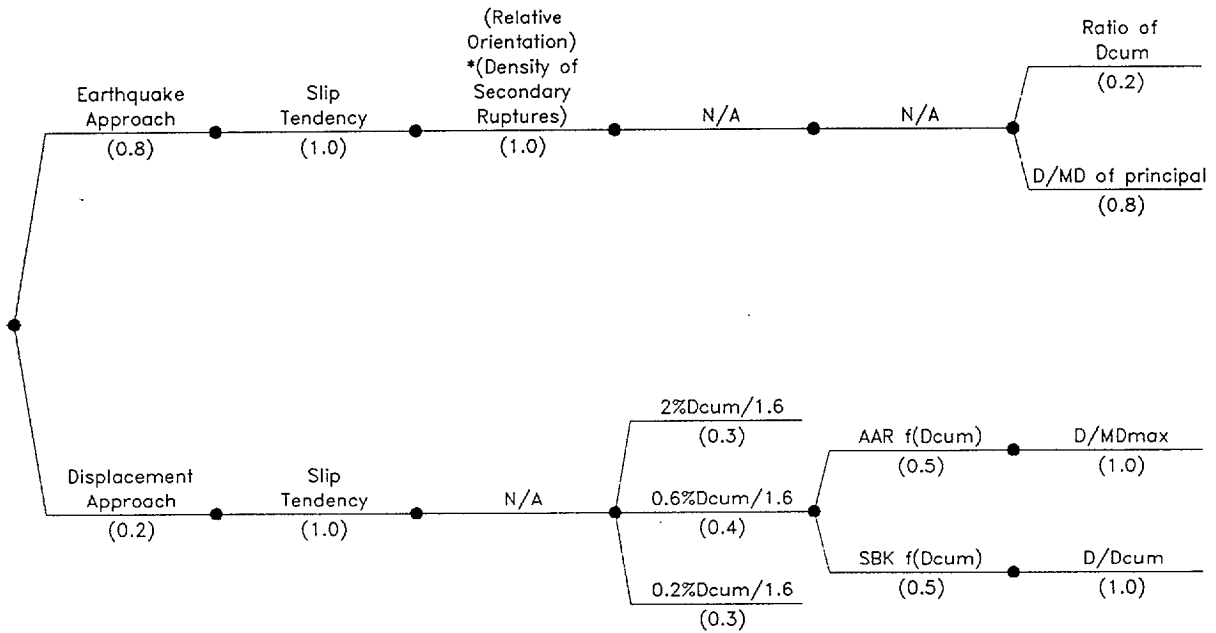 (Relative
Orientation)
*(Density of
Secondary
Ruptures)
(1.0)
Earthquake
Approach
(0.8)
Slip
Tendency
(1.0)
N/A
N/A
Ratio of
Dcum
(0.2)
D/MD of principal
(0.8)
Displacement
Approach
(0.2)
Slip
Tendency
(1.0)
N/A
2%Dcum/1.6
(0.3)
0.6%Dcum/1.6
(0.4)
0.2%Dcum/1.6
(0.3)
AAR f(Dcum)
(0.5)
D/MDmax
(1.0)
SBK f(Dcum)
(0.5)
D/Dcum
(1.0)